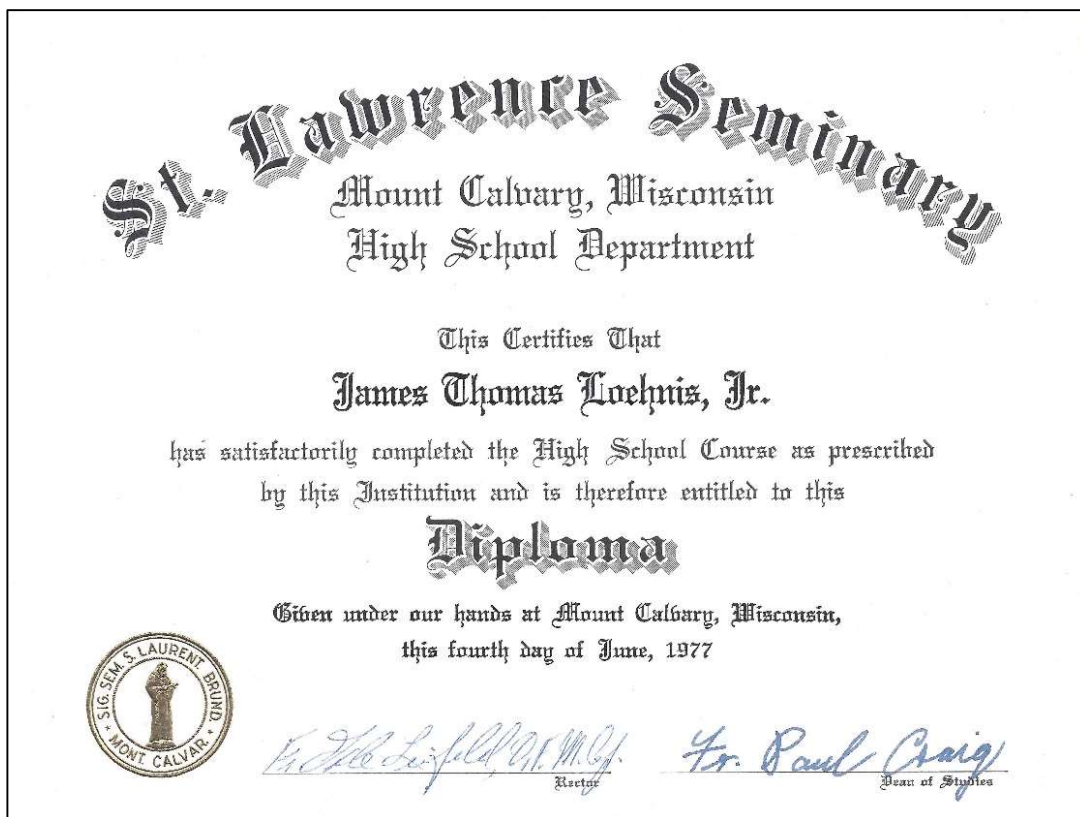 St. Lawrence Seminary
Mount Calvary, Wisconsin
High School Department
This Certifies That
James Thomas Loehnis, Jr.
has satisfactorily completed the High School Course as prescribed
by this Institution and is therefore entitled to this
Diploma
Given under our hands at Mount Calvary, Wisconsin,
this fourth day of June, 1977
SIG. SEM. S. LAURENT. BRUND.
MONT. CALVAR.
Fr. O.F.M.Cap.
Rector
Fr. Paul Craig
Dean of Studies